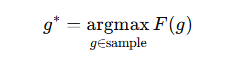 g* = argmax F(g)
g∈sample